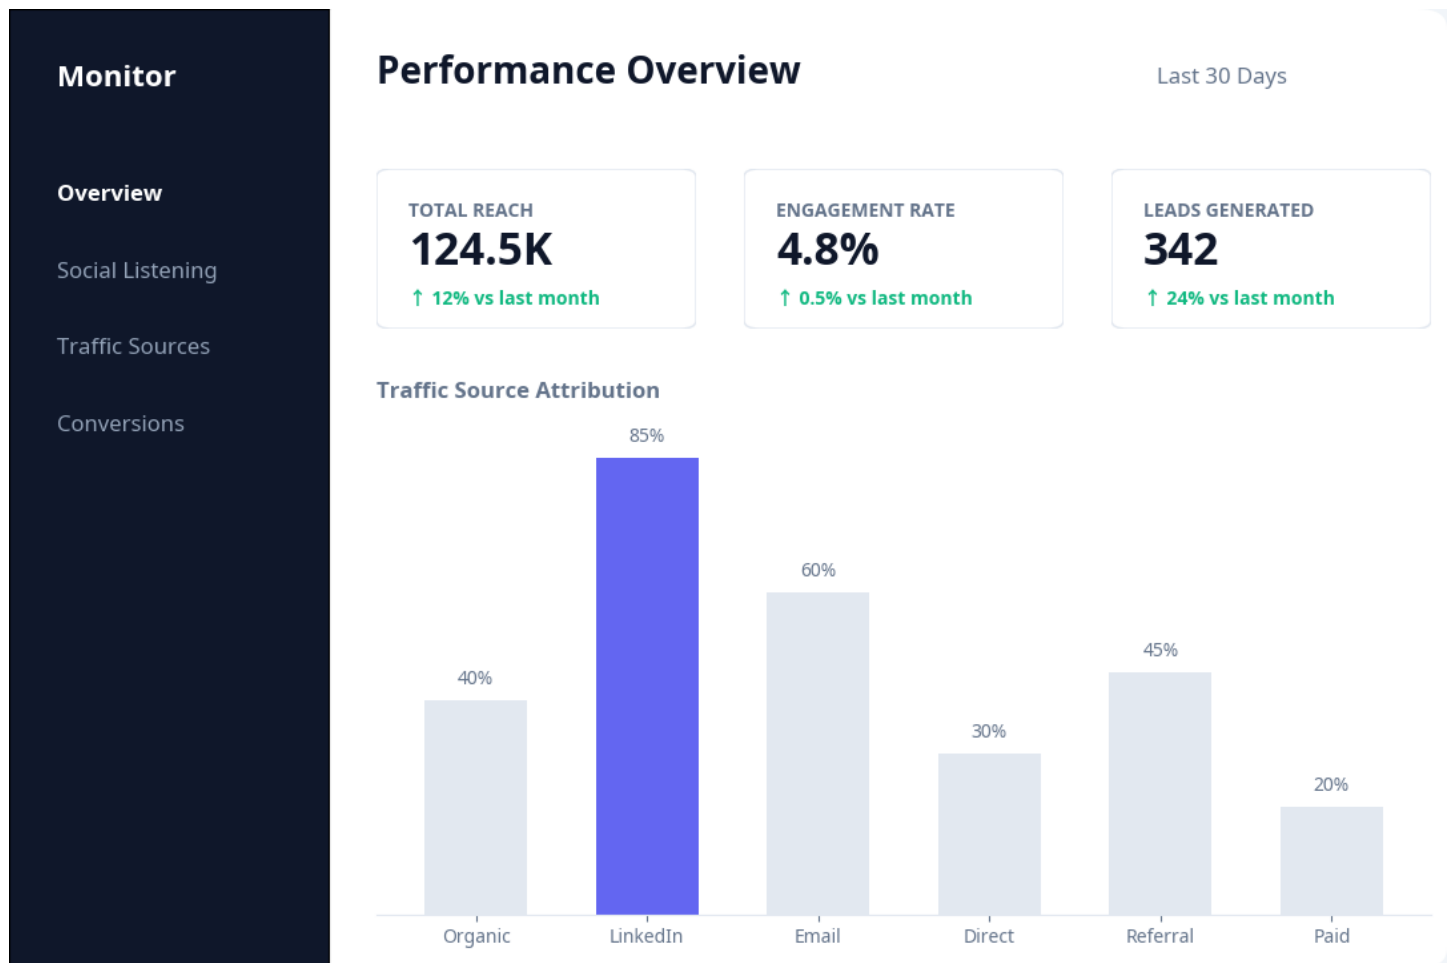 Monitor
Overview
Social Listening
Traffic Sources
Conversions
Performance Overview
Last 30 Days
TOTAL REACH
124.5K
↑ 12% vs last month
ENGAGEMENT RATE
4.8%
↑ 0.5% vs last month
LEADS GENERATED
342
↑ 24% vs last month
Traffic Source Attribution
40%
85%
60%
30%
45%
20%
Organic
LinkedIn
Email
Direct
Referral
Paid